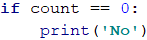 if count == 0:
    print('No')